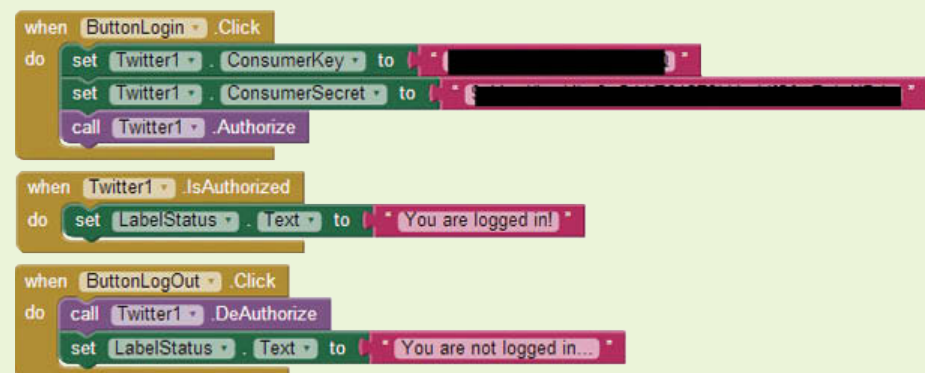 when ButtonLogin .Click
do set Twitter1 . ConsumerKey to " "
set Twitter1 . ConsumerSecret to " "
call Twitter1 .Authorize
when Twitter1 .IsAuthorized
do set LabelStatus . Text to " You are logged in! "
when ButtonLogOut .Click
do call Twitter1 .DeAuthorize
set LabelStatus . Text to " You are not logged in... "